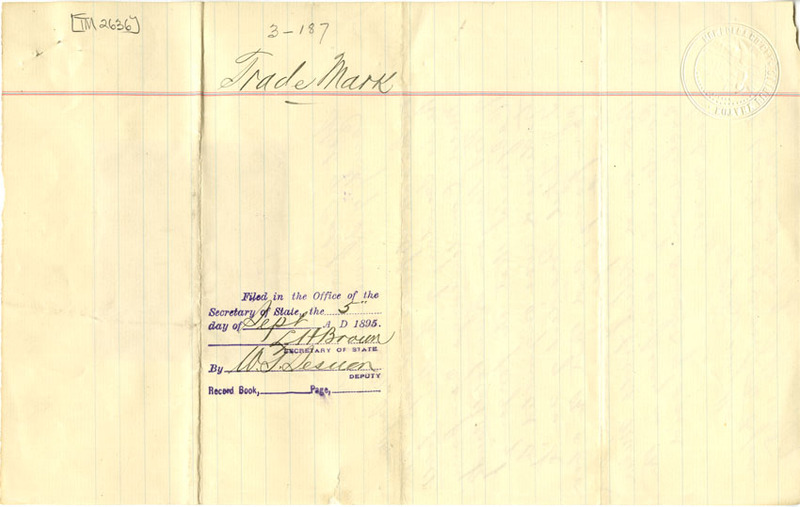 [TM 2636]
3-187
Trade Mark
Filed in the Office of the
Secretary of State, the 5"
day of Sept A D 1895.
L H Brown
SECRETARY OF STATE
By W. T.
DEPUTY
Record Book, Page,